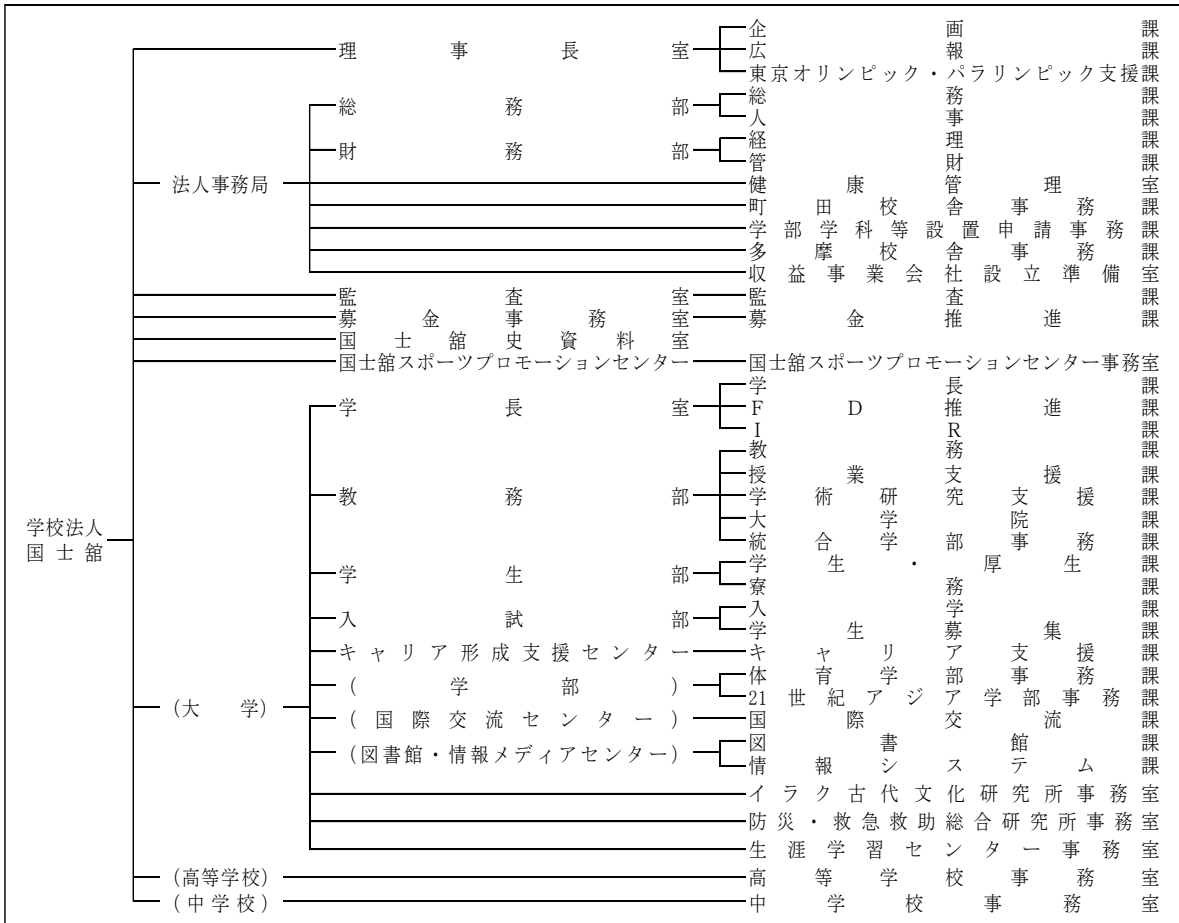 企画課
理事長室
広報課
東京オリンピック・パラリンピック支援課
総務課
総務部
人事課
経理課
財務部
管財課
法人事務局
健康管理室
町田校舎事務課
学部学科等設置申請事務課
多摩校舎事務課
収益事業会社設立準備室
監査室 監査課
募金事務室 募金推進課
国士舘史資料室
国士舘スポーツプロモーションセンター 国士舘スポーツプロモーションセンター事務室
学長課
学長室 FD推進課
IR課
教務課
授業支援課
教務部 学術研究支援課
大学院課
学校法人
国士舘
統合学部事務課
学生・厚生課
学生部
寮務課
入学課
入試部
学生募集課
キャリア形成支援センター キャリア支援課
体育学部事務課
(学部)
21世紀アジア学部事務課
(大学)
(国際交流センター) 国際交流課
図書館課
(図書館・情報メディアセンター)
情報システム課
イラク古代文化研究所事務室
防災・救急救助総合研究所事務室
生涯学習センター事務室
(高等学校) 高等学校事務室
(中学校) 中学校事務室